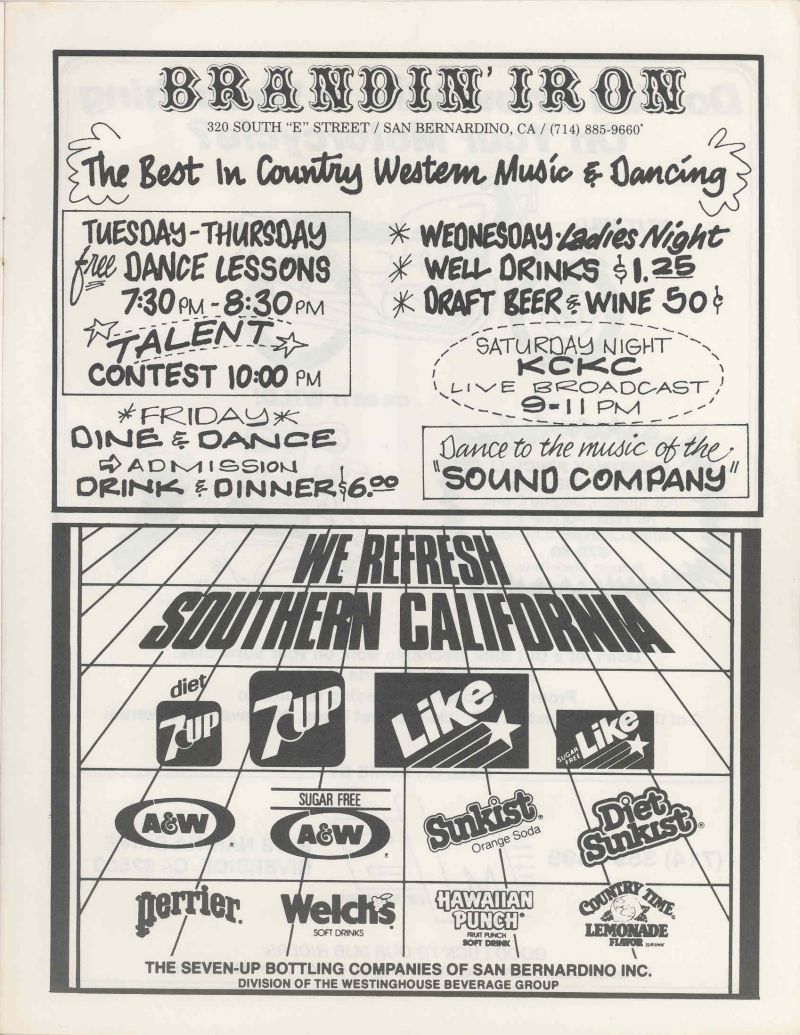 BRANDIN' IRON
320 SOUTH "E" STREET / SAN BERNARDINO, CA / (714) 885-9660
The Best In Country Western Music & Dancing
TUESDAY-THURSDAY
free DANCE LESSONS
7:30 PM - 8:30 PM
TALENT
CONTEST 10:00 PM
*FRIDAY*
DINE & DANCE
⇨ ADMISSION
DRINK & DINNER $6.00
* WEDNESDAY · Ladies Night
* WELL DRINKS $1.25
* DRAFT BEER & WINE 50¢
SATURDAY NIGHT
KCKC
LIVE BROADCAST
9-11 PM
Dance to the music of the
"SOUND COMPANY"
WE REFRESH
SOUTHERN CALIFORNIA
diet
7UP
7UP
Like
SUGAR FREE Like
A&W
SUGAR FREE
A&W
Sunkist®
Orange Soda
Diet
Sunkist®
perrier.
Welch's
SOFT DRINKS
HAWAIIAN
PUNCH®
FRUIT PUNCH
SOFT DRINK
COUNTRY TIME
LEMONADE
FLAVOR DRINK
THE SEVEN-UP BOTTLING COMPANIES OF SAN BERNARDINO INC.
DIVISION OF THE WESTINGHOUSE BEVERAGE GROUP